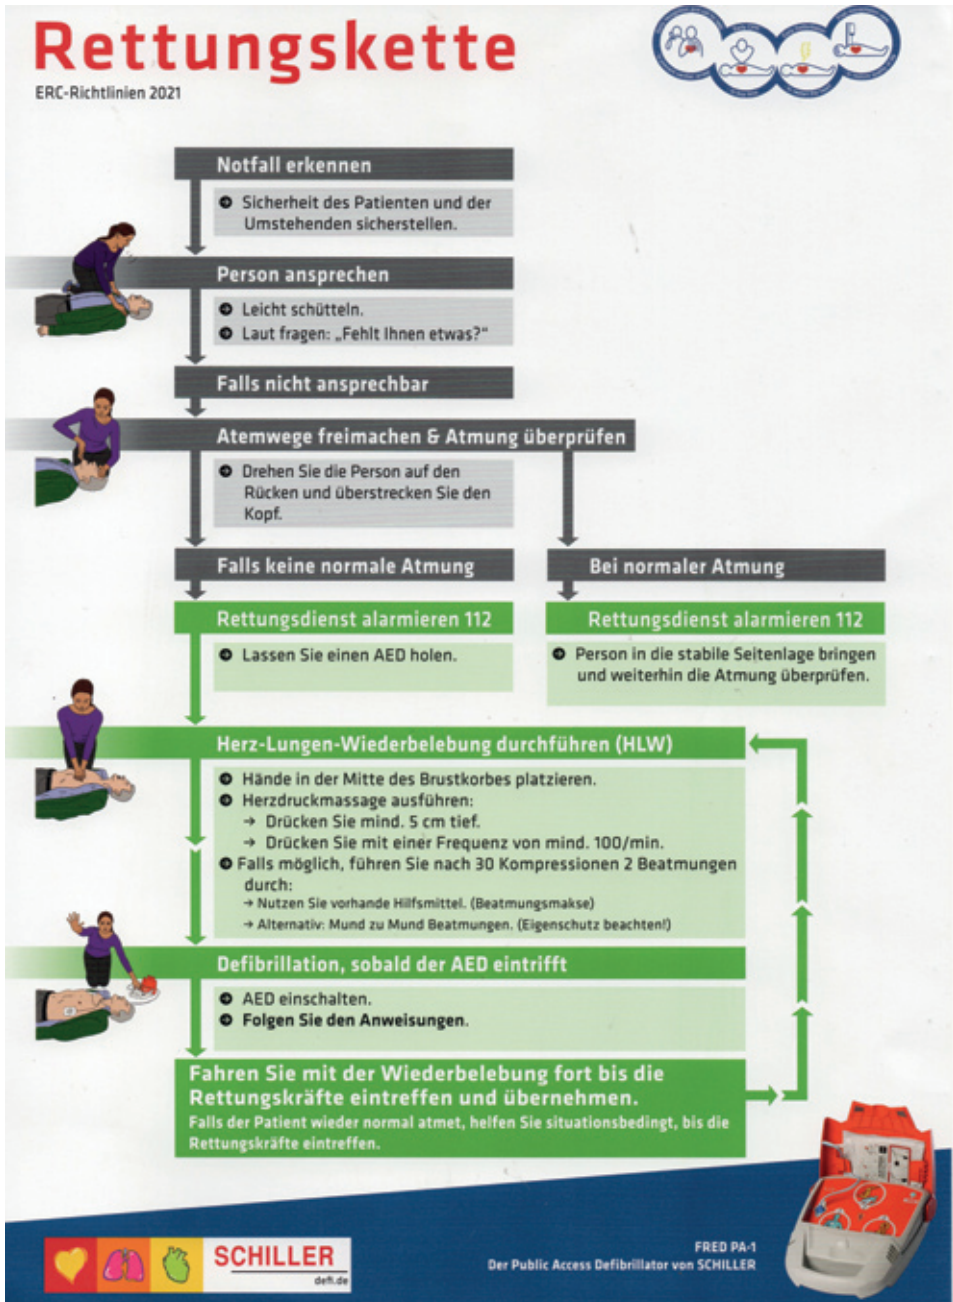 Rettungskette
ERC-Richtlinien 2021
Notfall erkennen
Sicherheit des Patienten und der
Umstehenden sicherstellen.
Person ansprechen
Leicht schütteln.
Laut fragen: „Fehlt Ihnen etwas?“
Falls nicht ansprechbar
Atemwege freimachen & Atmung überprüfen
Drehen Sie die Person auf den
Rücken und überstrecken Sie den
Kopf.
Falls keine normale Atmung
Bei normaler Atmung
Rettungsdienst alarmieren 112
Lassen Sie einen AED holen.
Rettungsdienst alarmieren 112
Person in die stabile Seitenlage bringen
und weiterhin die Atmung überprüfen.
Herz-Lungen-Wiederbelebung durchführen (HLW)
Hände in der Mitte des Brustkorbes platzieren.
Herzdruckmassage ausführen:
→ Drücken Sie mind. 5 cm tief.
→ Drücken Sie mit einer Frequenz von mind. 100/min.
Falls möglich, führen Sie nach 30 Kompressionen 2 Beatmungen
durch:
→ Nutzen Sie vorhande Hilfsmittel. (Beatmungsmakse)
→ Alternativ: Mund zu Mund Beatmungen. (Eigenschutz beachten!)
Defibrillation, sobald der AED eintrifft
AED einschalten.
Folgen Sie den Anweisungen.
Fahren Sie mit der Wiederbelebung fort bis die
Rettungskräfte eintreffen und übernehmen.
Falls der Patient wieder normal atmet, helfen Sie situationsbedingt, bis die
Rettungskräfte eintreffen.
SCHILLER
defi.de
FRED PA-1
Der Public Access Defibrillator von SCHILLER